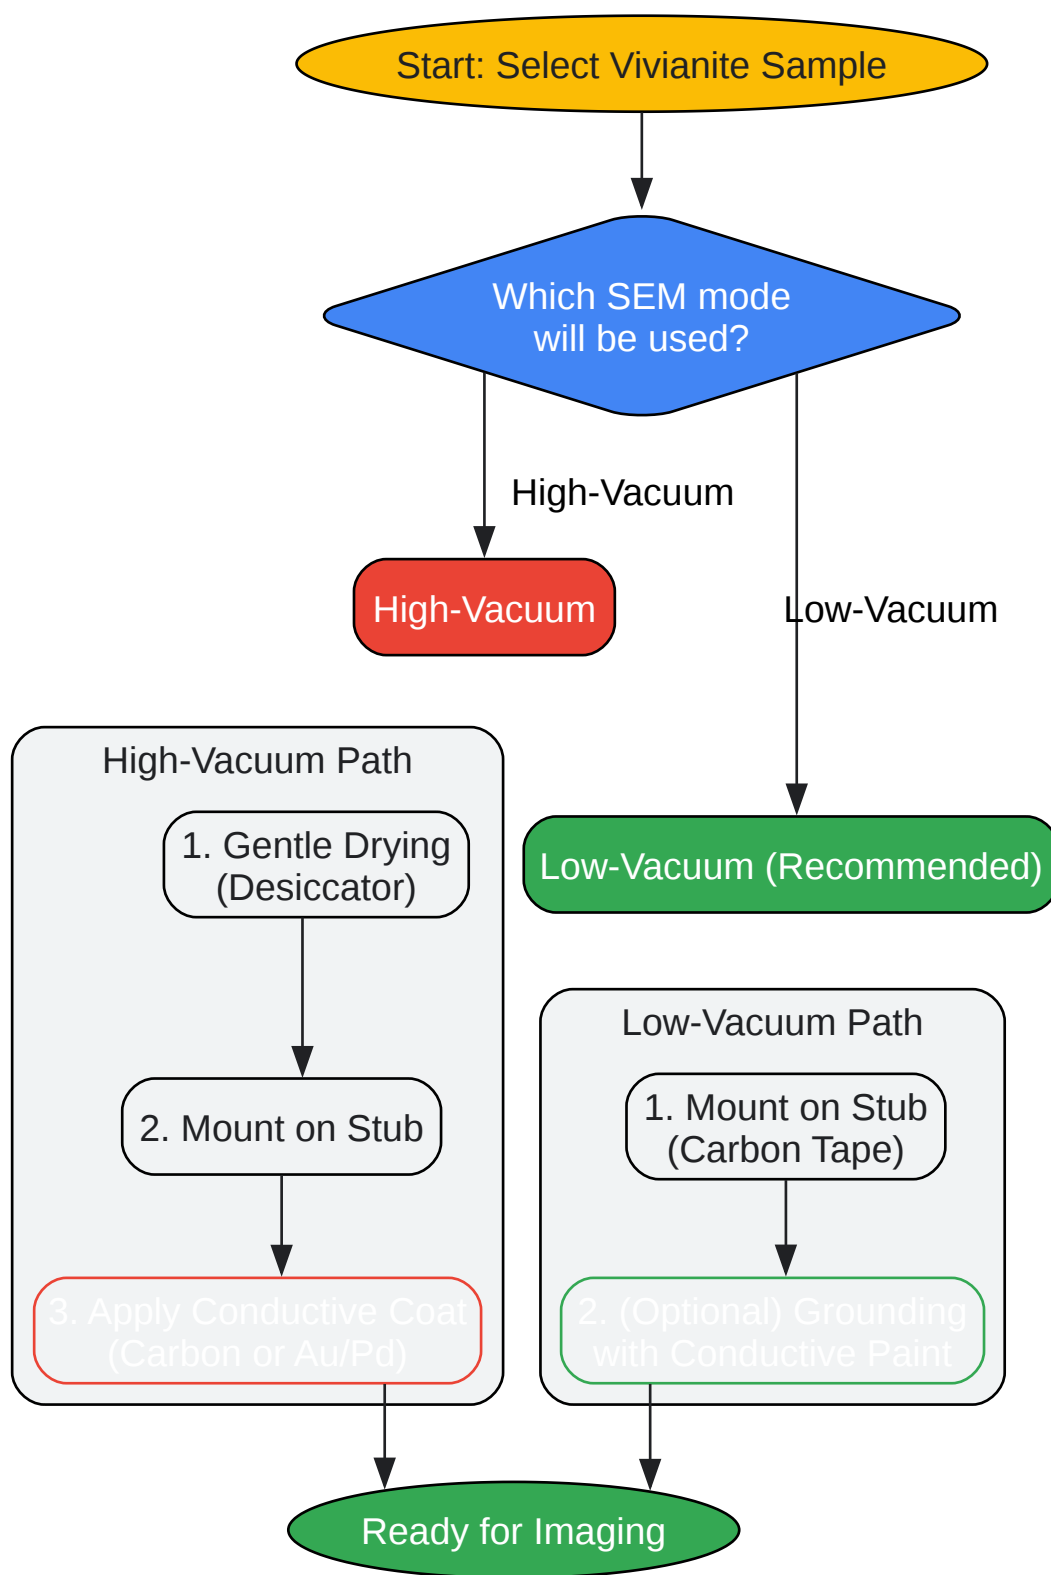 Start: Select Vivianite Sample
Which SEM mode
will be used?
High-Vacuum
High-Vacuum
Low-Vacuum
High-Vacuum Path
1. Gentle Drying
(Desiccator)
2. Mount on Stub
3. Apply Conductive Coat
(Carbon or Au/Pd)
Low-Vacuum (Recommended)
Low-Vacuum Path
1. Mount on Stub
(Carbon Tape)
2. (Optional) Grounding
with Conductive Paint
Ready for Imaging